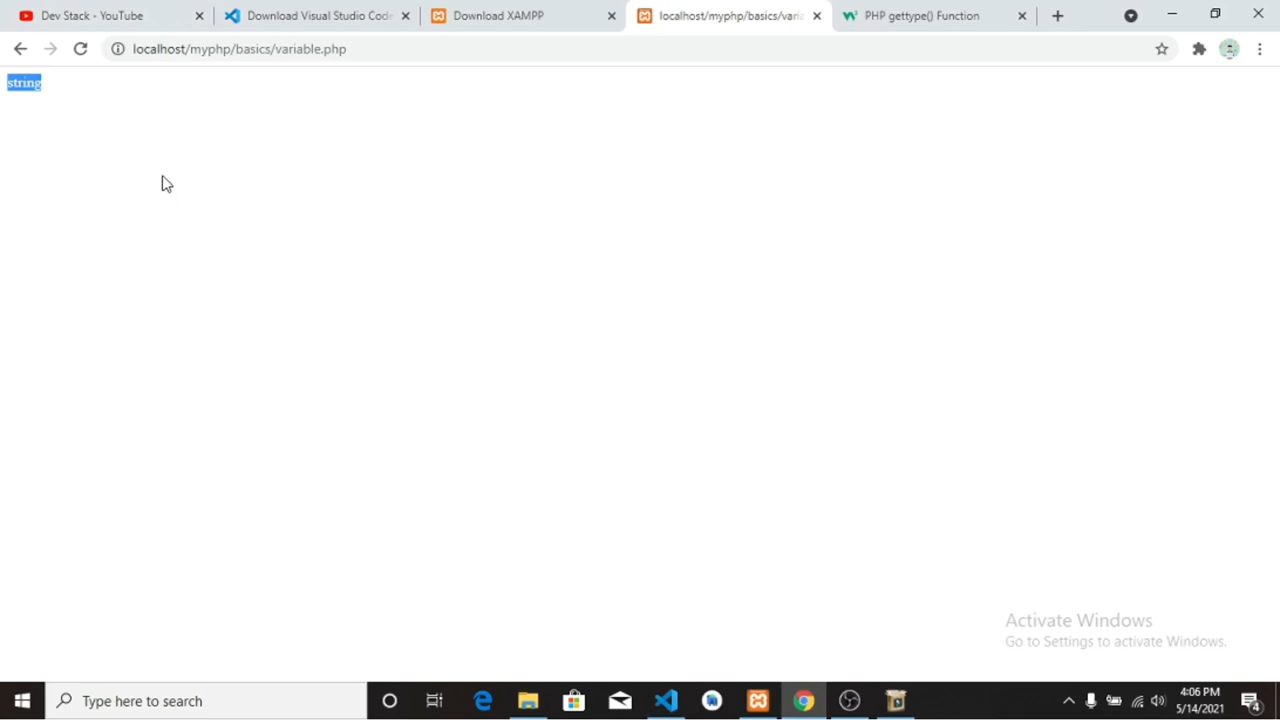 Dev Stack - YouTube
Download Visual Studio Code
Download XAMPP
localhost/myphp/basics/varia
PHP gettype() Function
localhost/myphp/basics/variable.php
string
Activate Windows
Go to Settings to activate Windows.
Type here to search
4:06 PM
5/14/2021
4